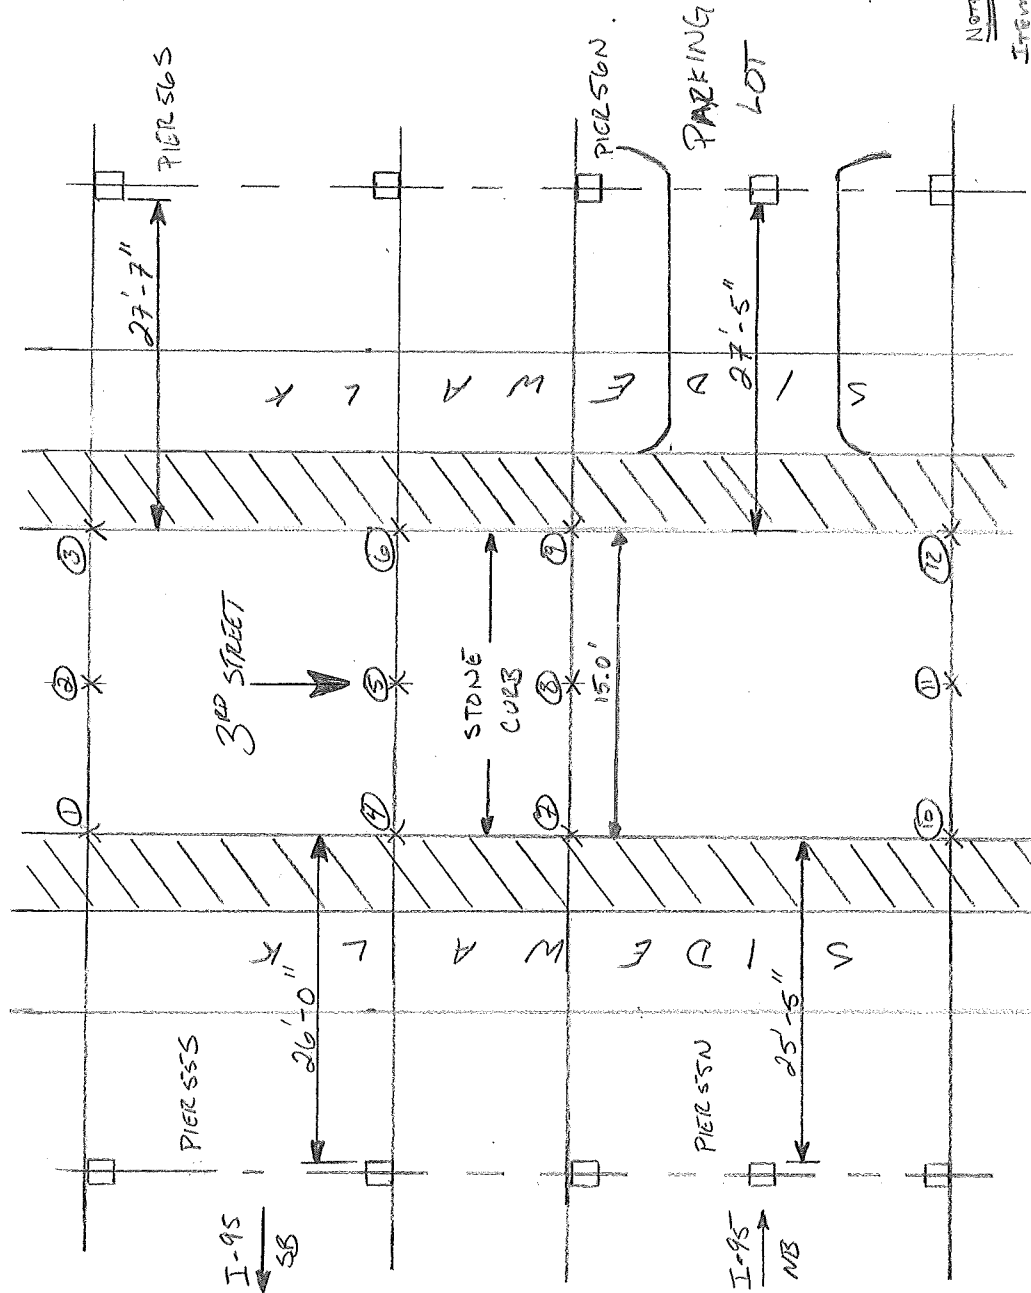 PIER 56S
PIER 56N.
PARKING
LOT
27'-7"
27'-5"
SIDEWALK
3
6
9
12
3RD STREET
STONE
CURB
15.0'
2
5
8
11
1
4
7
10
SIDEWALK
26'-0"
25'-5"
PIER 55S
PIER 55N
I-95
SB
I-95
NB